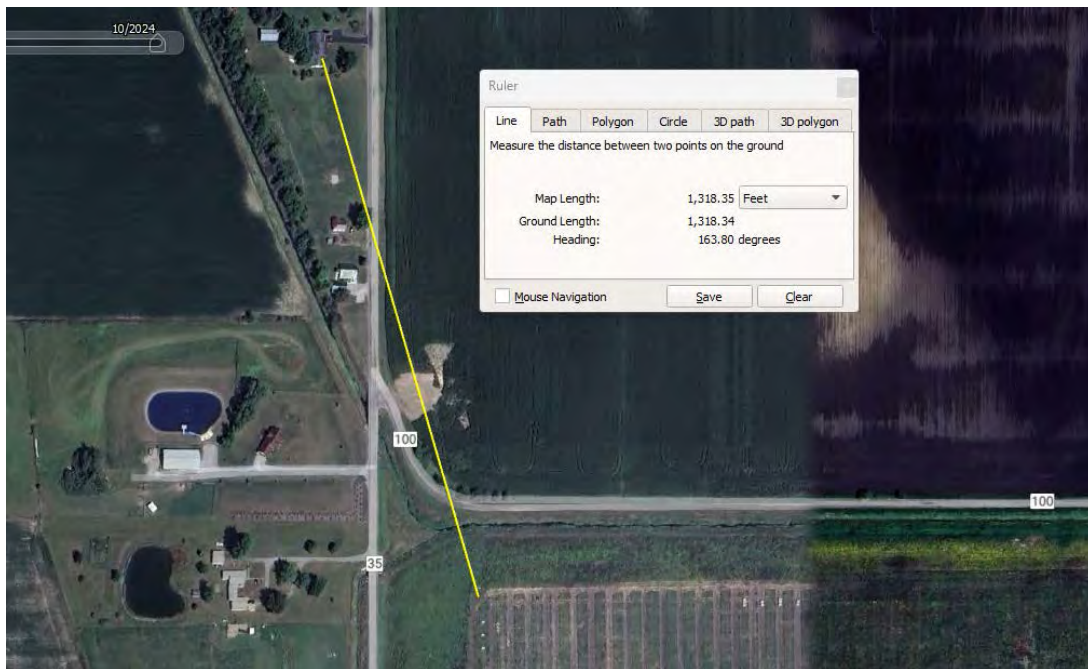 10/2024
Ruler
Line Path Polygon Circle 3D path 3D polygon
Measure the distance between two points on the ground
Map Length: 1,318.35 Feet
Ground Length: 1,318.34
Heading: 163.80 degrees
Mouse Navigation Save Clear
100
100
35